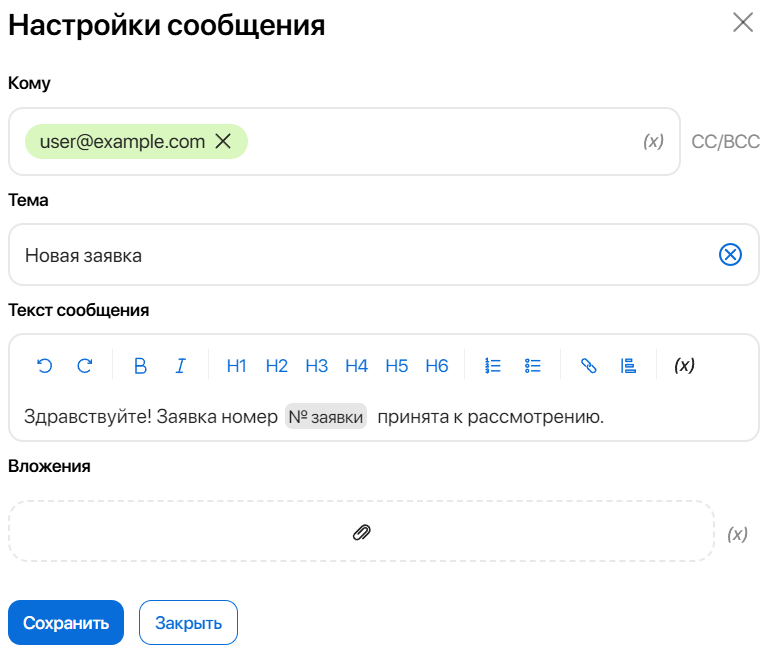 Настройки сообщения
Кому
user@example.com (x) CC/BCC
Тема
Новая заявка
Текст сообщения
B I H1 H2 H3 H4 H5 H6 (x)
Здравствуйте! Заявка номер № заявки принята к рассмотрению.
Вложения
(x)
Сохранить Закрыть